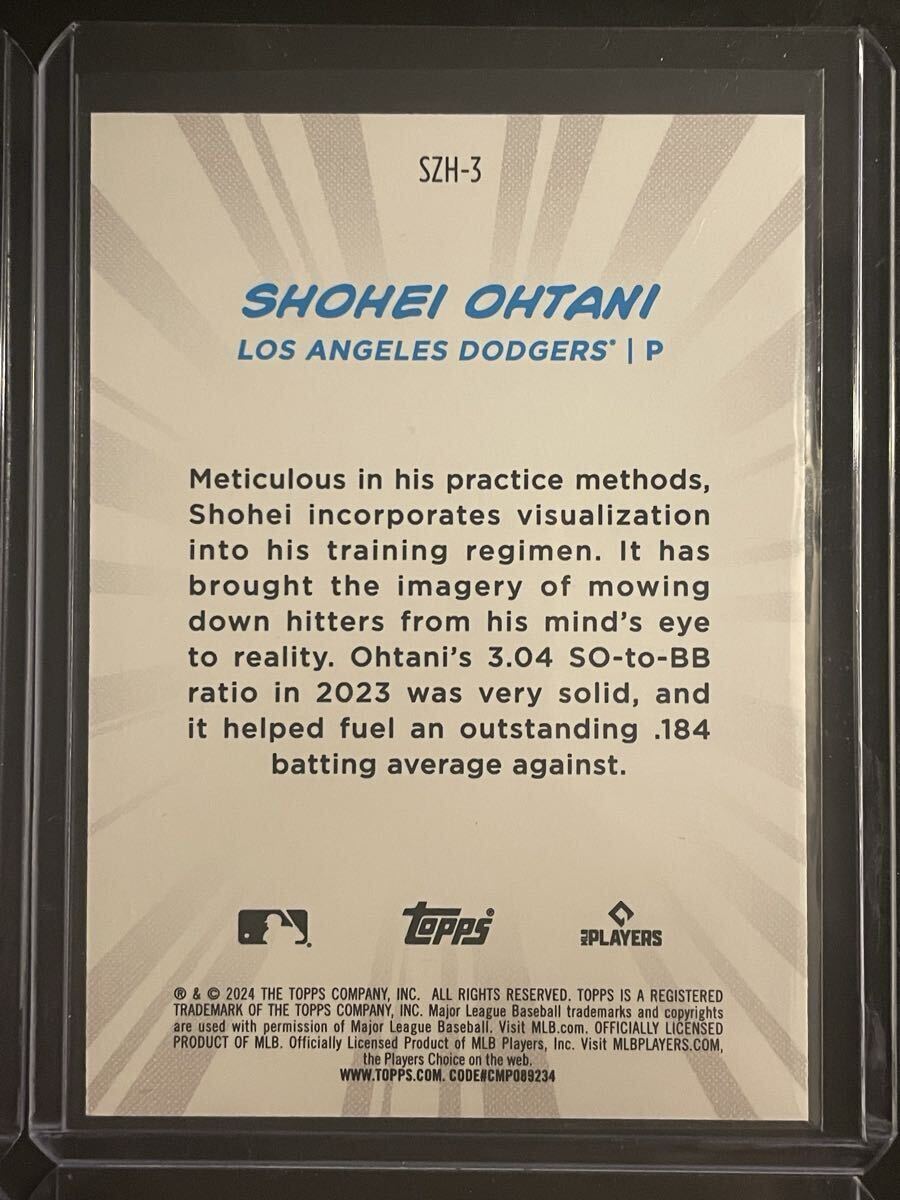 SZH-3
SHOHEI OHTANI
LOS ANGELES DODGERS® | P
Meticulous in his practice methods,
Shohei incorporates visualization
into his training regimen. It has
brought the imagery of mowing
down hitters from his mind's eye
to reality. Ohtani's 3.04 SO-to-BB
ratio in 2023 was very solid, and
it helped fuel an outstanding .184
batting average against.
topps®
MLB PLAYERS
® & © 2024 THE TOPPS COMPANY, INC. ALL RIGHTS RESERVED. TOPPS IS A REGISTERED
TRADEMARK OF THE TOPPS COMPANY, INC. Major League Baseball trademarks and copyrights
are used with permission of Major League Baseball. Visit MLB.com. OFFICIALLY LICENSED
PRODUCT OF MLB. Officially Licensed Product of MLB Players, Inc. Visit MLBPLAYERS.COM,
the Players Choice on the web.
WWW.TOPPS.COM. CODE#CMP089234